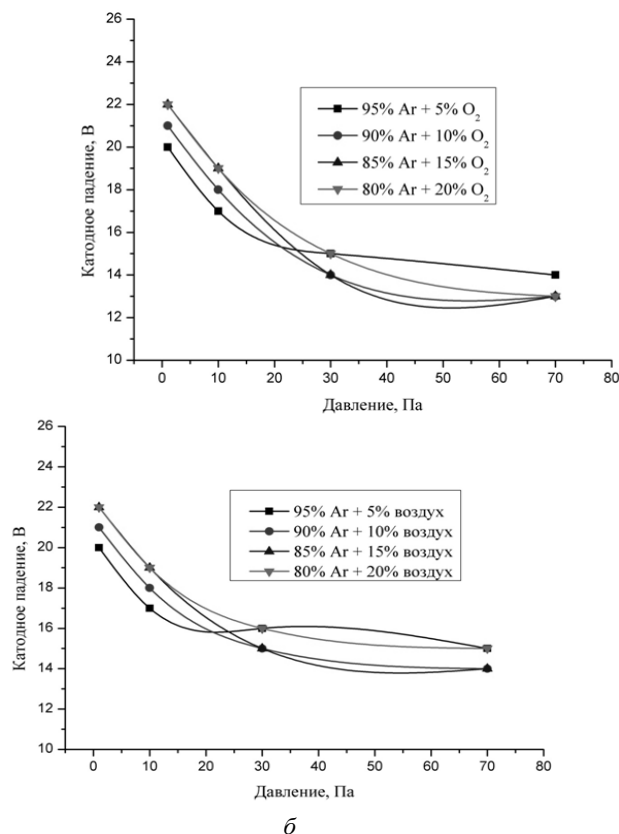 26
24
22
20
18
16
14
12
10
0 10 20 30 40 50 60 70 80
Катодное падение, В
Давление, Па
95% Ar + 5% O₂
90% Ar + 10% O₂
85% Ar + 15% O₂
80% Ar + 20% O₂
26
24
22
20
18
16
14
12
10
0 10 20 30 40 50 60 70 80
Катодное падение, В
Давление, Па
95% Ar + 5% воздух
90% Ar + 10% воздух
85% Ar + 15% воздух
80% Ar + 20% воздух
б